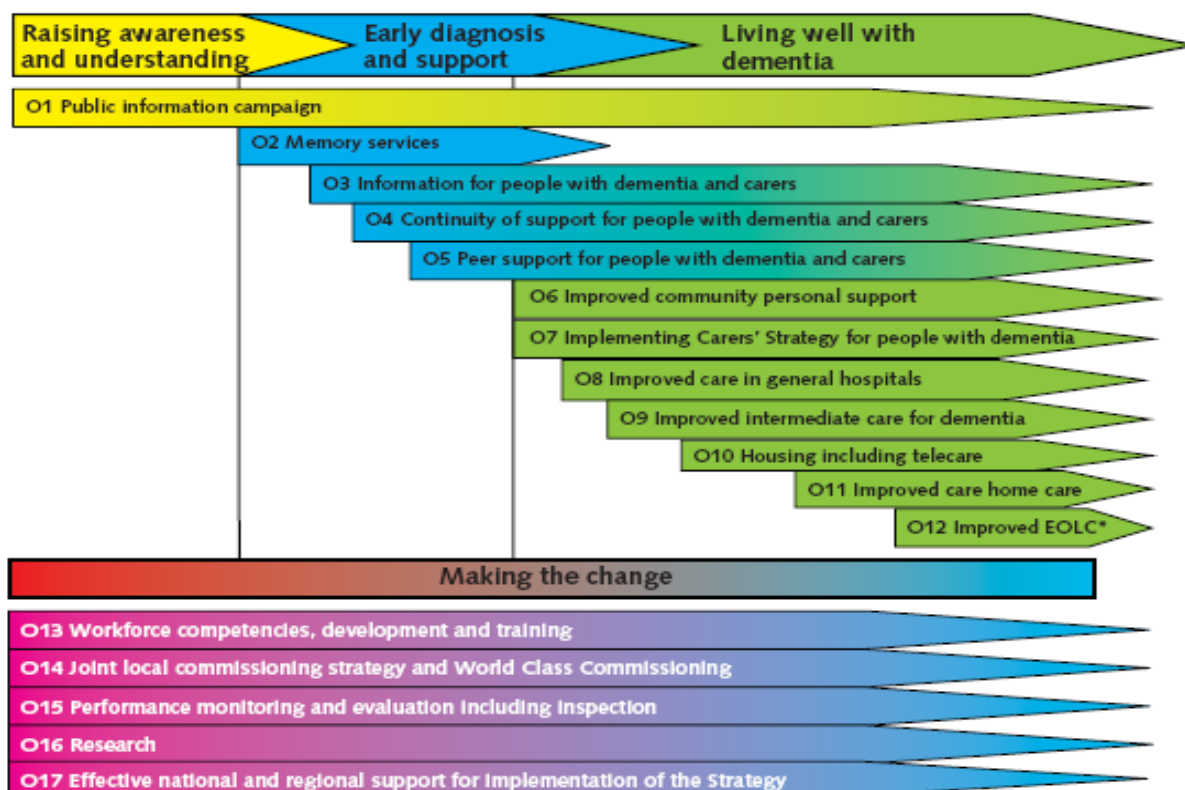 Raising awareness
and understanding
Early diagnosis
and support
Living well with
dementia
O1 Public information campaign
O2 Memory services
O3 Information for people with dementia and carers
O4 Continuity of support for people with dementia and carers
O5 Peer support for people with dementia and carers
O6 Improved community personal support
O7 Implementing Carers’ Strategy for people with dementia
O8 Improved care in general hospitals
O9 Improved intermediate care for dementia
O10 Housing including telecare
O11 Improved care home care
O12 Improved EOLC*
Making the change
O13 Workforce competencies, development and training
O14 Joint local commissioning strategy and World Class Commissioning
O15 Performance monitoring and evaluation including inspection
O16 Research
O17 Effective national and regional support for implementation of the Strategy